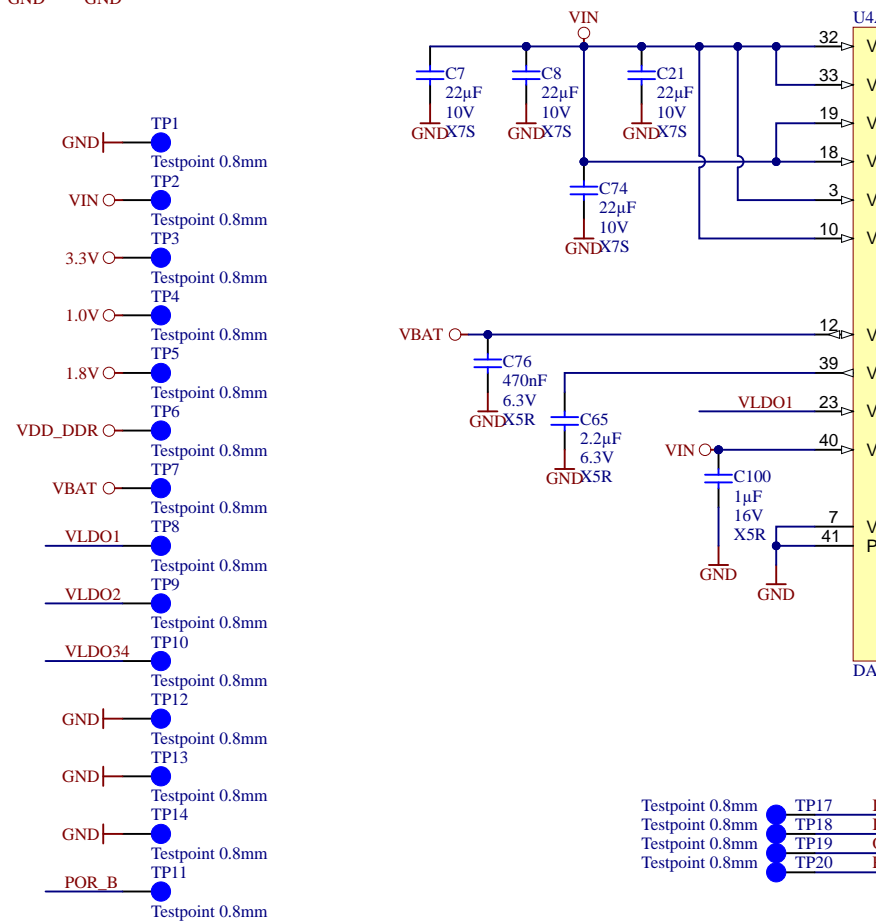 GND GND
TP1
GND
Testpoint 0.8mm
TP2
VIN
Testpoint 0.8mm
TP3
3.3V
Testpoint 0.8mm
TP4
1.0V
Testpoint 0.8mm
TP5
1.8V
Testpoint 0.8mm
TP6
VDD_DDR
Testpoint 0.8mm
TP7
VBAT
Testpoint 0.8mm
TP8
VLDO1
Testpoint 0.8mm
TP9
VLDO2
Testpoint 0.8mm
TP10
VLDO34
Testpoint 0.8mm
TP12
GND
Testpoint 0.8mm
TP13
GND
Testpoint 0.8mm
TP14
GND
Testpoint 0.8mm
TP11
POR_B
Testpoint 0.8mm
VIN
C7
22µF
10V
X7S
GND
C8
22µF
10V
X7S
GND
C21
22µF
10V
X7S
GND
C74
22µF
10V
X7S
GND
VBAT
C76
470nF
6.3V
X5R
GND
C65
2.2µF
6.3V
X5R
GND
VLDO1
VIN
C100
1µF
16V
X5R
GND
GND
U4
32 V
33 V
19 V
18 V
3 V
10 V
12 V
39 V
23 V
40 V
7 V
41 P
DA
Testpoint 0.8mm TP17
Testpoint 0.8mm TP18
Testpoint 0.8mm TP19
Testpoint 0.8mm TP20